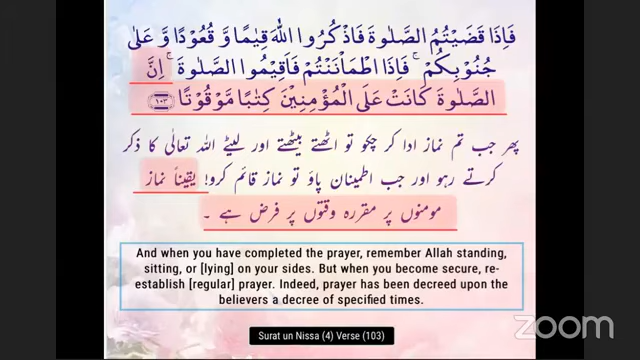 فَاِذَا قَضَيْتُمُ الصَّلٰوةَ فَاذْكُرُوا اللّٰهَ قِيٰمًا وَّ قُعُوْدًا وَّ عَلٰى
جُنُوْبِكُمْ ۚ فَاِذَا اطْمَاْنَنْتُمْ فَاَقِيْمُوا الصَّلٰوةَ ۚ اِنَّ
الصَّلٰوةَ كَانَتْ عَلَى الْمُؤْمِنِيْنَ كِتٰبًا مَّوْقُوْتًا ﴿۱۰۳﴾
پھر جب تم نماز ادا کر چکو تو اٹھتے بیٹھتے اور لیٹے اللہ تعالٰی کا ذکر
کرتے رہو اور جب اطمینان پاؤ تو نماز قائم کرو! یقیناً نماز
مومنوں پر مقررہ وقتوں پر فرض ہے ۔
And when you have completed the prayer, remember Allah standing,
sitting, or [lying] on your sides. But when you become secure, re-
establish [regular] prayer. Indeed, prayer has been decreed upon the
believers a decree of specified times.
Surat un Nissa (4) Verse (103)
zoom